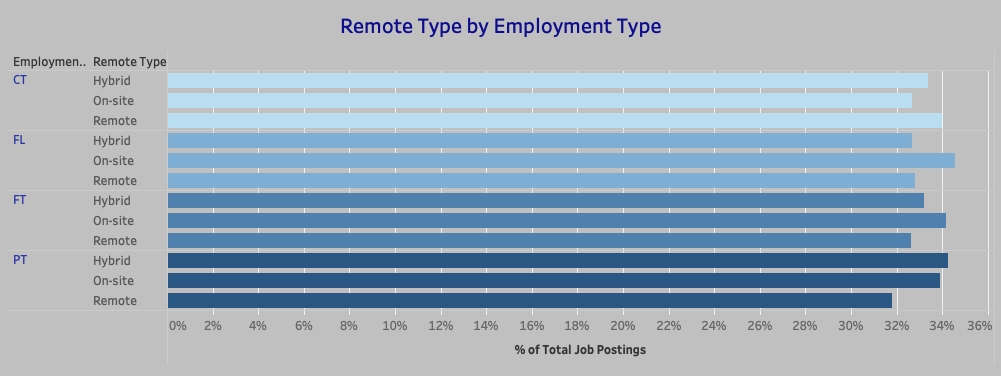 Remote Type by Employment Type
Employmen.. Remote Type
CT Hybrid
On-site
Remote
FL Hybrid
On-site
Remote
FT Hybrid
On-site
Remote
PT Hybrid
On-site
Remote
0% 2% 4% 6% 8% 10% 12% 14% 16% 18% 20% 22% 24% 26% 28% 30% 32% 34% 36%
% of Total Job Postings